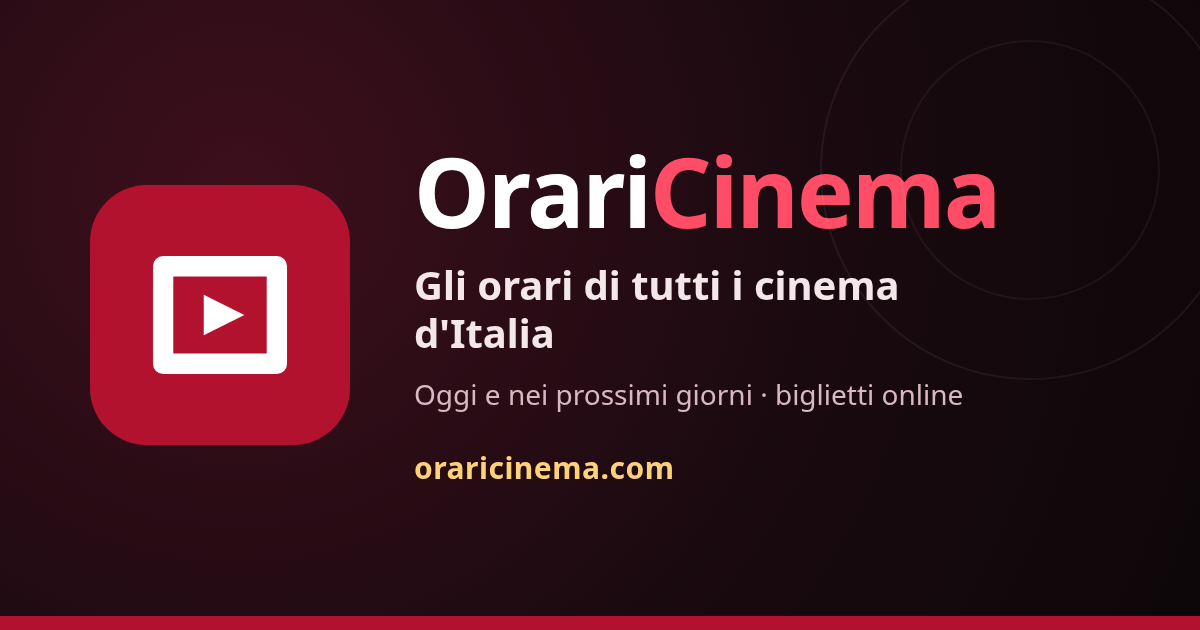 OrariCinema
Gli orari di tutti i cinema
d'Italia
Oggi e nei prossimi giorni · biglietti online
oraricinema.com